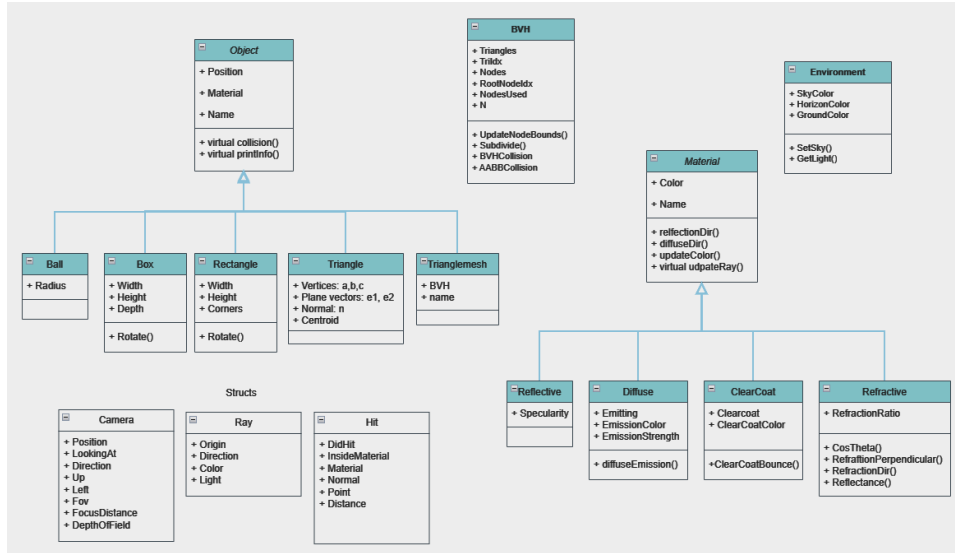 Object
+ Position
+ Material
+ Name
+ virtual collision()
+ virtual printInfo()
BVH
+ Triangles
+ TriIdx
+ Nodes
+ RootNodeIdx
+ NodesUsed
+ N
+ UpdateNodeBounds()
+ Subdivide()
+ BVHCollision
+ AABBCollision
Environment
+ SkyColor
+ HorizonColor
+ GroundColor
+ SetSky()
+ GetLight()
Material
+ Color
+ Name
+ relfectionDir()
+ diffuseDir()
+ updateColor()
+ virtual udpateRay()
Ball
+ Radius
Box
+ Width
+ Height
+ Depth
+ Rotate()
Rectangle
+ Width
+ Height
+ Corners
+ Rotate()
Triangle
+ Vertices: a,b,c
+ Plane vectors: e1, e2
+ Normal: n
+ Centroid
Trianglemesh
+ BVH
+ name
Reflective
+ Specularity
Diffuse
+ Emitting
+ EmissionColor
+ EmissionStrength
+ diffuseEmission()
ClearCoat
+ Clearcoat
+ ClearCoatColor
+ClearCoatBounce()
Refractive
+ RefractionRatio
+ CosTheta()
+ RefraftionPerpendicular()
+ RefractionDir()
+ Reflectance()
Structs
Camera
+ Position
+ LookingAt
+ Direction
+ Up
+ Left
+ Fov
+ FocusDistance
+ DepthOfField
Ray
+ Origin
+ Direction
+ Color
+ Light
Hit
+ DidHit
+ InsideMaterial
+ Material
+ Normal
+ Point
+ Distance